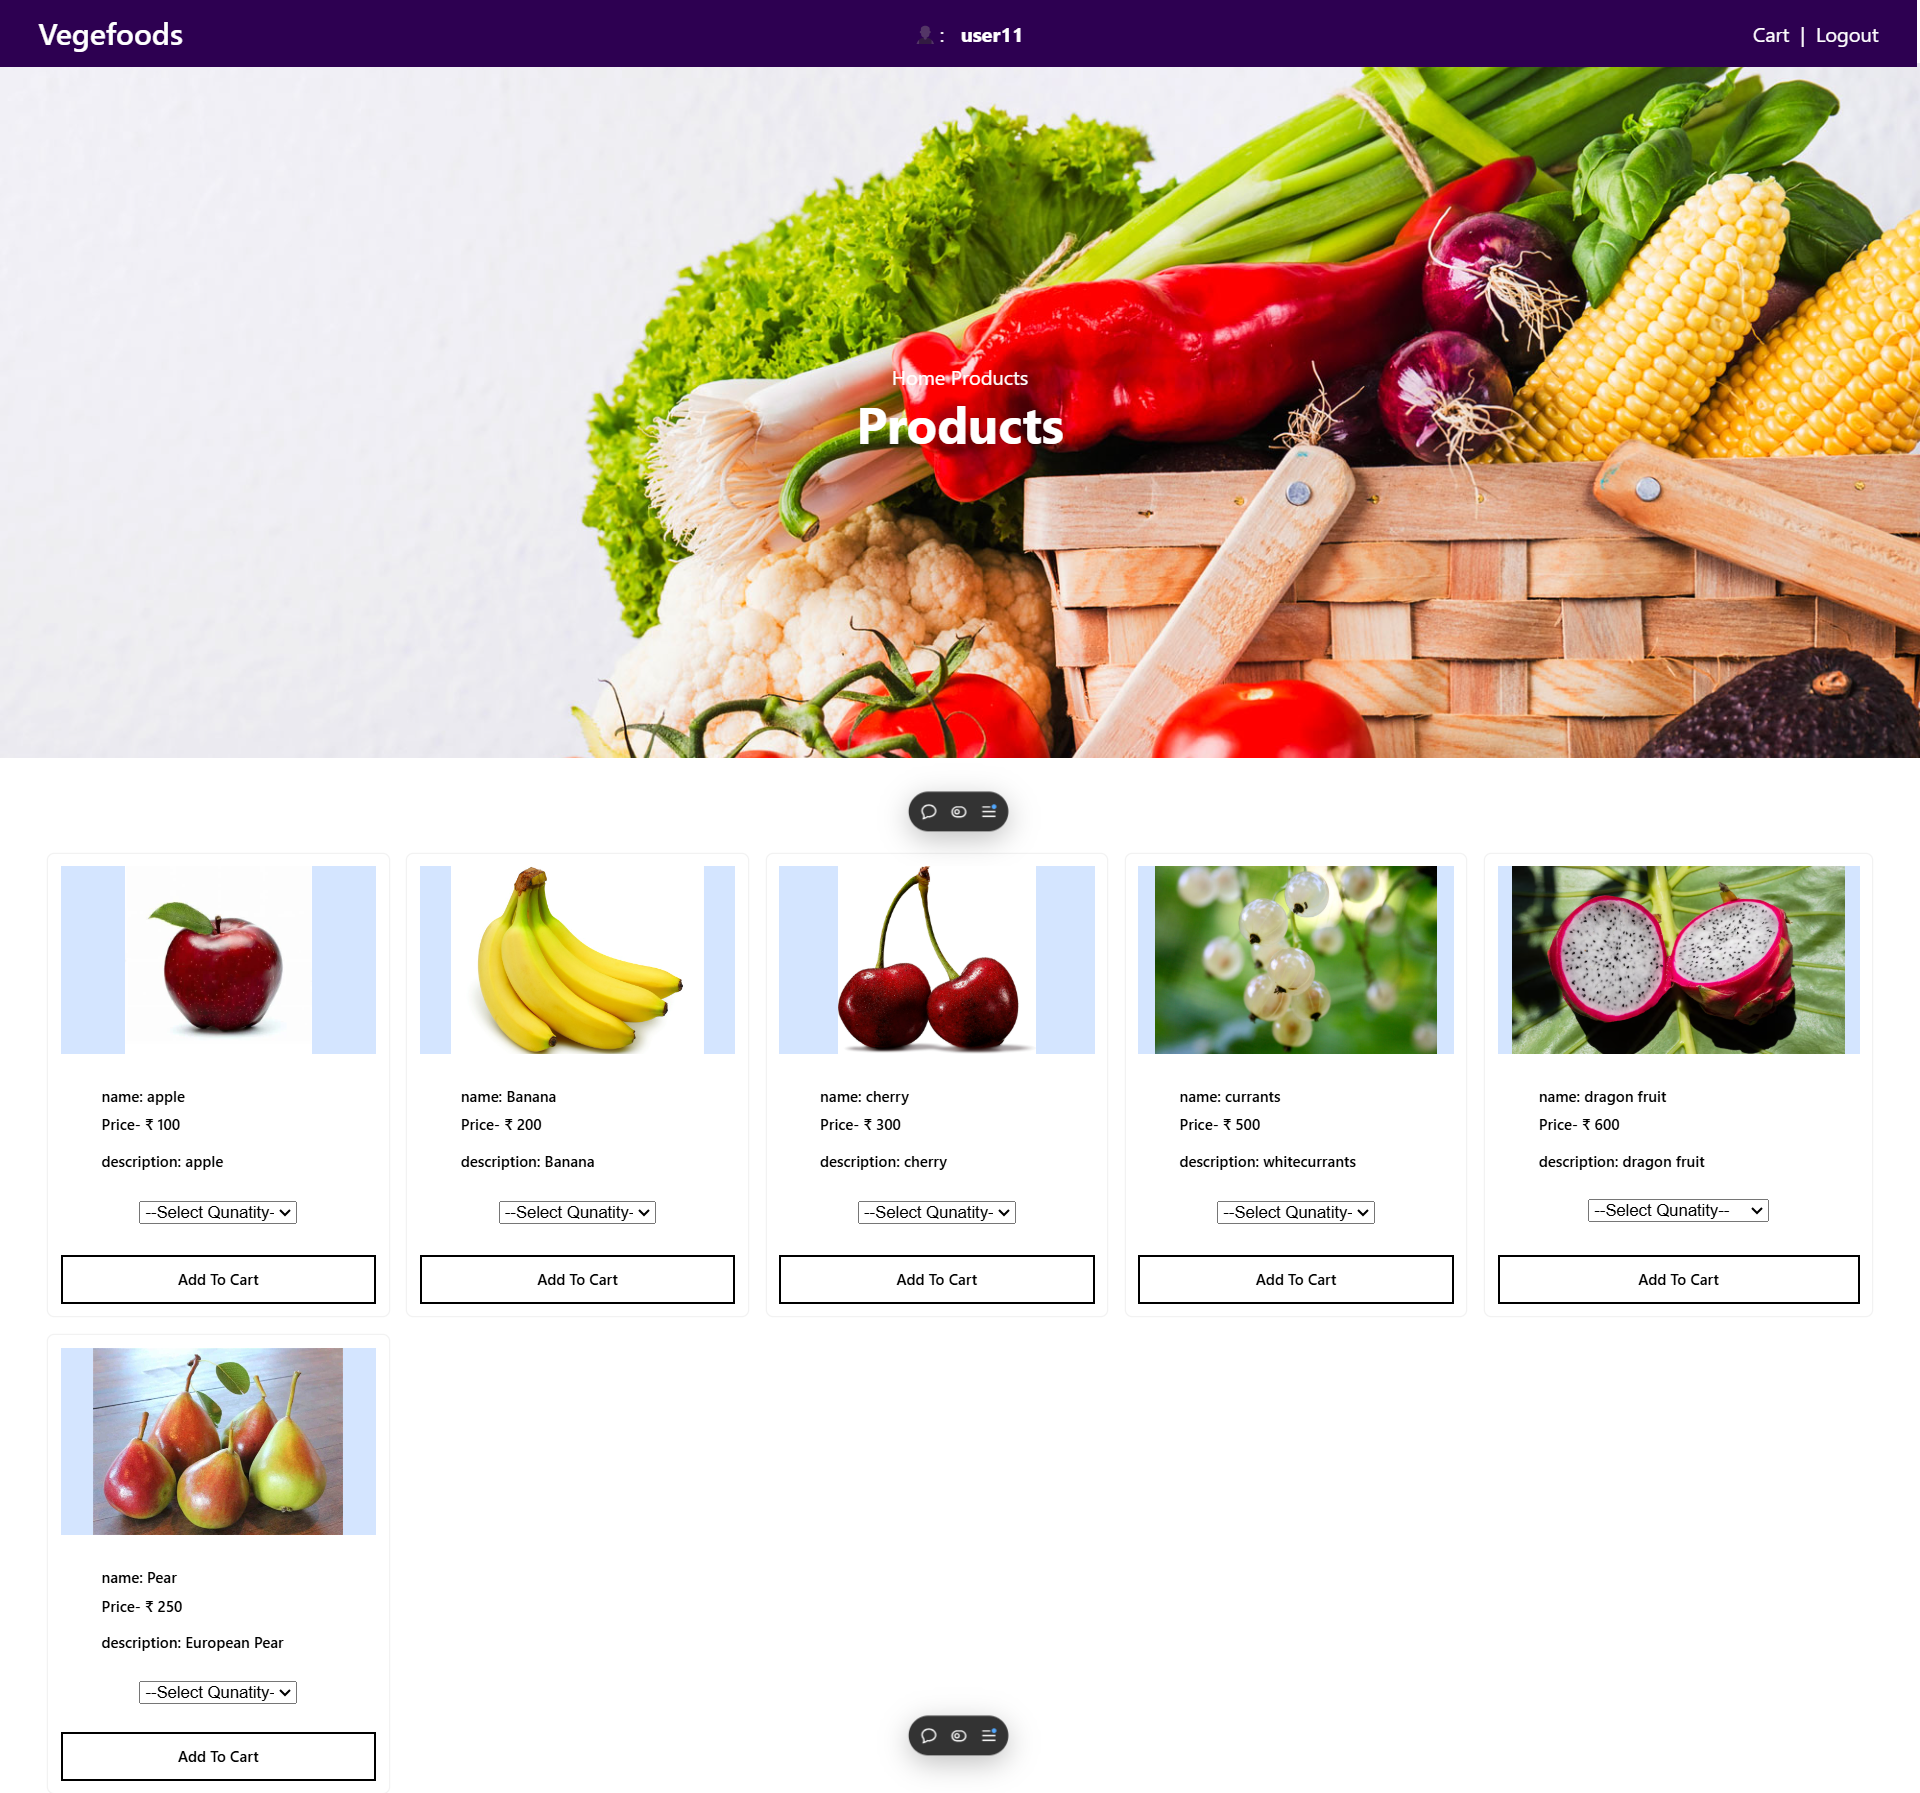 Vegefoods
: user11
Cart | Logout
Home Products
Products
name: apple
Price- ₹ 100
description: apple
--Select Qunatity-
Add To Cart
name: Banana
Price- ₹ 200
description: Banana
--Select Qunatity-
Add To Cart
name: cherry
Price- ₹ 300
description: cherry
--Select Qunatity-
Add To Cart
name: currants
Price- ₹ 500
description: whitecurrants
--Select Qunatity-
Add To Cart
name: dragon fruit
Price- ₹ 600
description: dragon fruit
--Select Qunatity--
Add To Cart
name: Pear
Price- ₹ 250
description: European Pear
--Select Qunatity-
Add To Cart